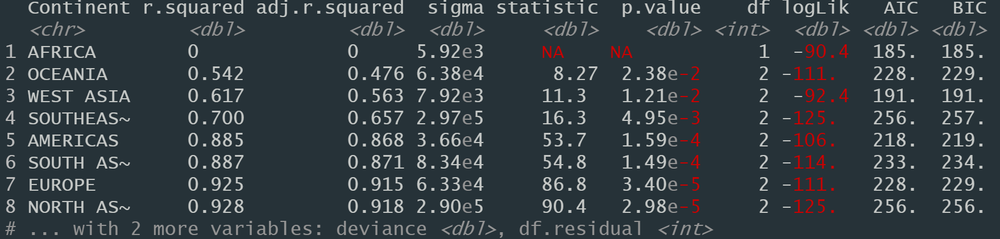 Continent r.squared adj.r.squared sigma statistic p.value df logLik AIC BIC
<chr> <dbl> <dbl> <dbl> <dbl> <dbl> <int> <dbl> <dbl> <dbl>
1 AFRICA 0 0 5.92e3 NA NA 1 -90.4 185. 185.
2 OCEANIA 0.542 0.476 6.38e4 8.27 2.38e-2 2 -111. 228. 229.
3 WEST ASIA 0.617 0.563 7.92e3 11.3 1.21e-2 2 -92.4 191. 191.
4 SOUTHEAS~ 0.700 0.657 2.97e5 16.3 4.95e-3 2 -125. 256. 257.
5 AMERICAS 0.885 0.868 3.66e4 53.7 1.59e-4 2 -106. 218. 219.
6 SOUTH AS~ 0.887 0.871 8.34e4 54.8 1.49e-4 2 -114. 233. 234.
7 EUROPE 0.925 0.915 6.33e4 86.8 3.40e-5 2 -111. 228. 229.
8 NORTH AS~ 0.928 0.918 2.90e5 90.4 2.98e-5 2 -125. 256. 256.
# ... with 2 more variables: deviance <dbl>, df.residual <int>